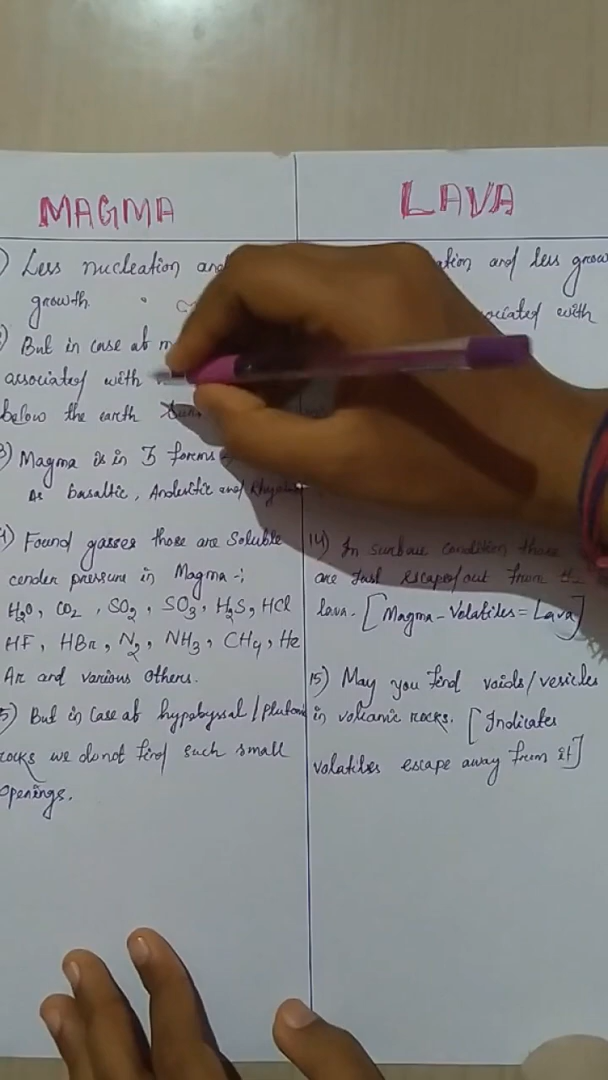 MAGMA
LAVA
) Less nucleation and
growth.
) But in case of
associated with
below the earth
3) Magma is in 3 forms
As basaltic, Andesitic and
4) Found gasses those are soluble
under pressure in Magma -;
H2O, CO2, SO2, SO3, H2S, HCl
HF, HBr, N2, NH3, CH4, He
Ar and various others.
5) But in case of hypabyssal/plutonic
rocks we donot find such small
openings.
and less grow
ociated with
14) In surface condition those
are Just escaped out from
lava. [Magma - Volatiles = Lava]
15) May you find voids/vesicles
in volcanic rocks. [Indicates
volatiles escape away from it]